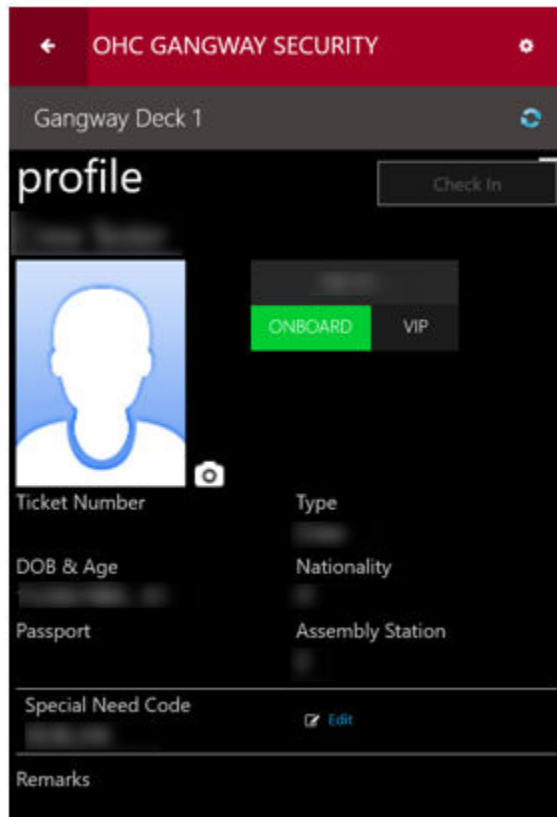 OHC GANGWAY SECURITY
Gangway Deck 1
profile
Check In
ONBOARD VIP
Ticket Number Type
DOB & Age Nationality
Passport Assembly Station
Special Need Code
Edit
Remarks